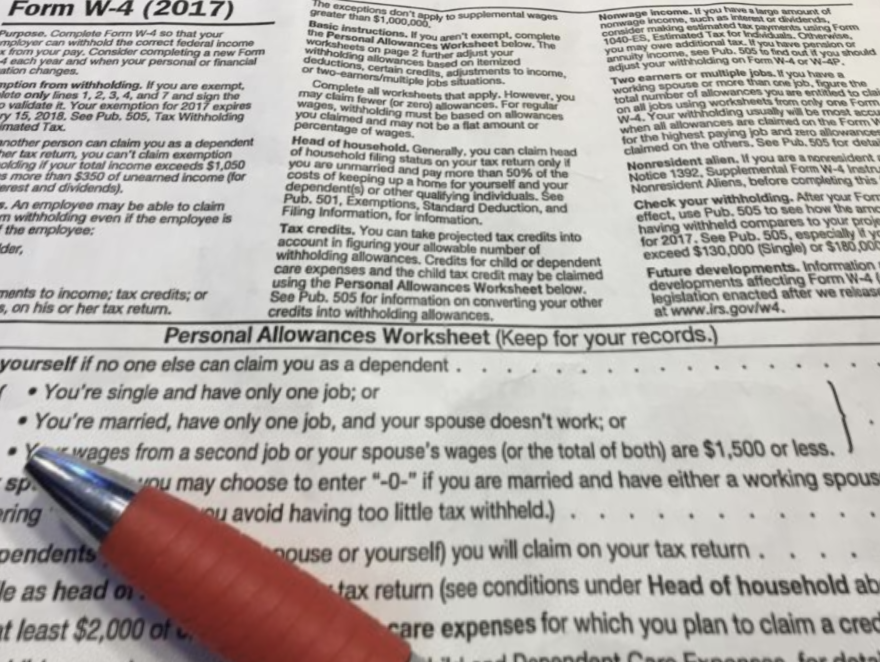 Form W-4 (2017)
Purpose. Complete Form W-4 so that your
employer can withhold the correct federal income
from your pay. Consider completing a new Form
4 each year and when your personal or financial
ation changes.
mption from withholding. If you are exempt,
lete only lines 1, 2, 3, 4, and 7 and sign the
validate it. Your exemption for 2017 expires
ry 15, 2018. See Pub. 505, Tax Withholding
imated Tax.
another person can claim you as a dependent
her tax return, you can't claim exemption
olding if your total income exceeds $1,050
s more than $350 of unearned income (for
erest and dividends).
s. An employee may be able to claim
m withholding even if the employee is
the employee:
lder,
ments to income; tax credits; or
s, on his or her tax return.
The exceptions don't apply to supplemental wages
greater than $1,000,000.
Basic instructions. If you aren't exempt, complete
the Personal Allowances Worksheet below. The
worksheets on page 2 further adjust your
withholding allowances based on itemized
deductions, certain credits, adjustments to income,
or two-earners/multiple jobs situations.
Complete all worksheets that apply. However, you
may claim fewer (or zero) allowances. For regular
wages, withholding must be based on allowances
you claimed and may not be a flat amount or
percentage of wages.
Head of household. Generally, you can claim head
of household filing status on your tax return only if
you are unmarried and pay more than 50% of the
costs of keeping up a home for yourself and your
dependent(s) or other qualifying individuals. See
Pub. 501, Exemptions, Standard Deduction, and
Filing Information, for information.
Tax credits. You can take projected tax credits into
account in figuring your allowable number of
withholding allowances. Credits for child or dependent
care expenses and the child tax credit may be claimed
using the Personal Allowances Worksheet below.
See Pub. 505 for information on converting your other
credits into withholding allowances.
Nonwage income. If you have a large amount of
nonwage income, such as interest or dividends,
consider making estimated tax payments using Form
1040-ES, Estimated Tax for Individuals. Otherwise,
you may owe additional tax. If you have pension or
annuity income, see Pub. 505 to find out if you should
adjust your withholding on Form W-4 or W-4P.
Two earners or multiple jobs. If you have a
working spouse or more than one job, figure the
total number of allowances you are entitled to clai
on all jobs using worksheets from only one Form
W-4. Your withholding usually will be most accu
when all allowances are claimed on the Form W
for the highest paying job and zero allowances
claimed on the others. See Pub. 505 for detai
Nonresident alien. If you are a nonresident a
Notice 1392, Supplemental Form W-4 Instru
Nonresident Aliens, before completing this
Check your withholding. After your Form
effect, use Pub. 505 to see how the amo
having withheld compares to your proje
for 2017. See Pub. 505, especially if yo
exceed $130,000 (Single) or $180,000
Future developments. Information
developments affecting Form W-4 (
legislation enacted after we release
at www.irs.gov/w4.
Personal Allowances Worksheet (Keep for your records.)
yourself if no one else can claim you as a dependent . . . . . . . . . . . .
{ • You're single and have only one job; or
• You're married, have only one job, and your spouse doesn't work; or }
• wages from a second job or your spouse's wages (or the total of both) are $1,500 or less.
sp you may choose to enter "-0-" if you are married and have either a working spous
ering u avoid having too little tax withheld.) . . . . . . . . . .
pendents ouse or yourself) you will claim on your tax return . . . .
le as head of tax return (see conditions under Head of household ab
at least $2,000 of care expenses for which you plan to claim a cred
Dependent Care Expenses, for detai